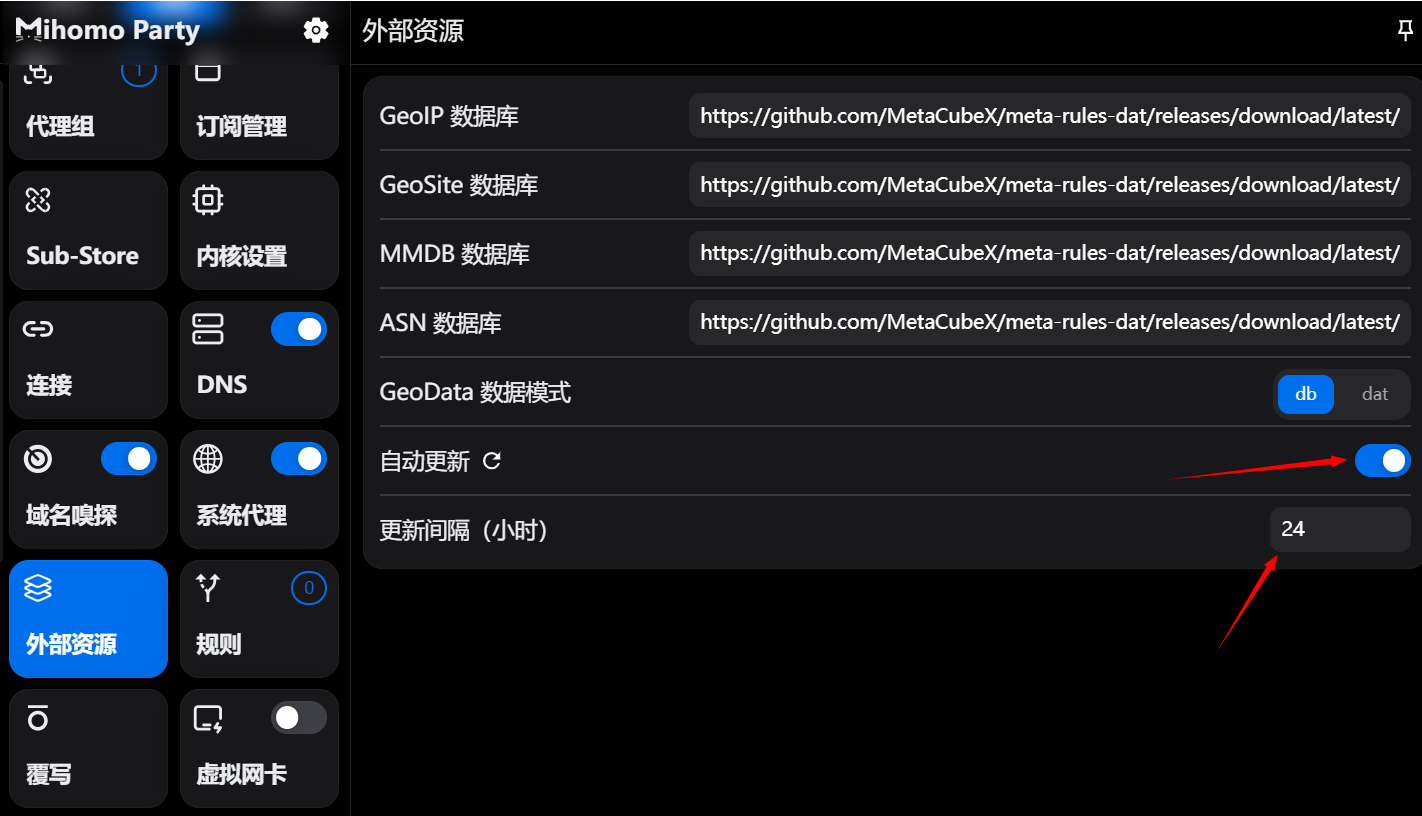 Mihomo Party
1
代理组
订阅管理
Sub-Store
内核设置
连接
DNS
域名嗅探
系统代理
外部资源
0
规则
覆写
虚拟网卡
外部资源
GeoIP 数据库
https://github.com/MetaCubeX/meta-rules-dat/releases/download/latest/
GeoSite 数据库
https://github.com/MetaCubeX/meta-rules-dat/releases/download/latest/
MMDB 数据库
https://github.com/MetaCubeX/meta-rules-dat/releases/download/latest/
ASN 数据库
https://github.com/MetaCubeX/meta-rules-dat/releases/download/latest/
GeoData 数据模式
db
dat
自动更新
更新间隔（小时）
24